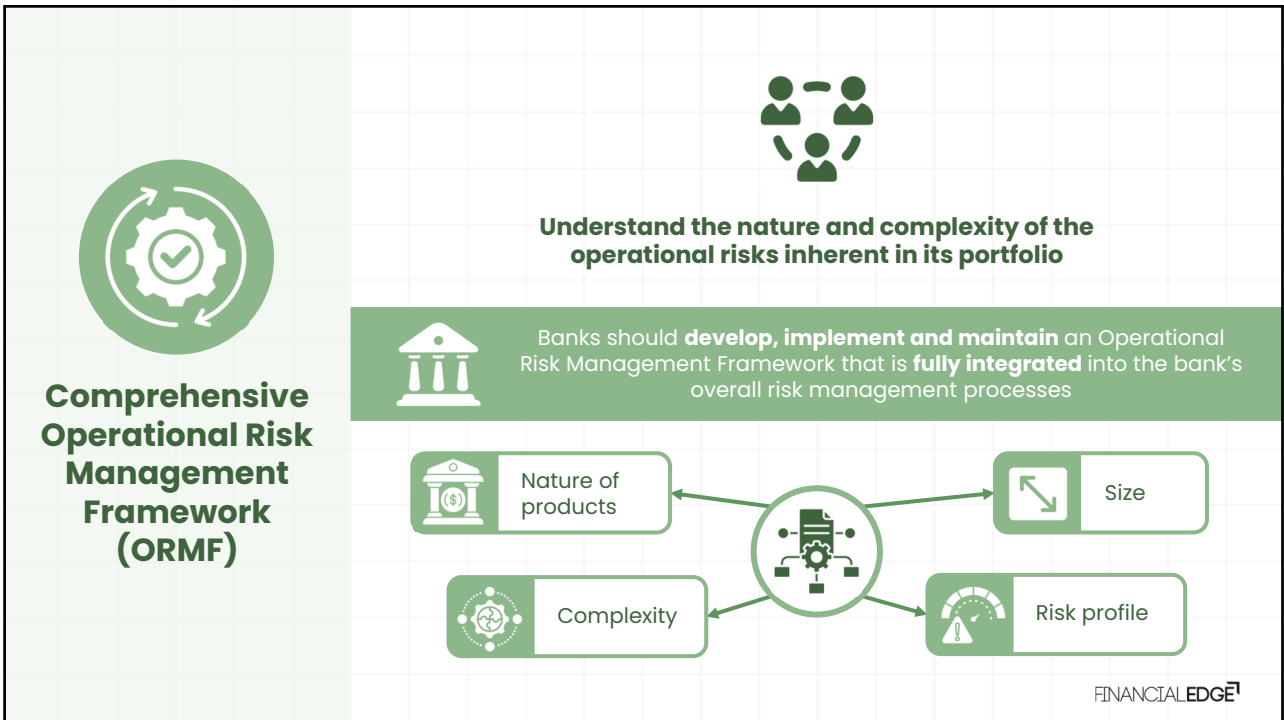 Comprehensive
Operational Risk
Management
Framework
(ORMF)
Understand the nature and complexity of the
operational risks inherent in its portfolio
Banks should develop, implement and maintain an Operational
Risk Management Framework that is fully integrated into the bank’s
overall risk management processes
Nature of
products
Size
Complexity
Risk profile
$
FINANCIALEDGE